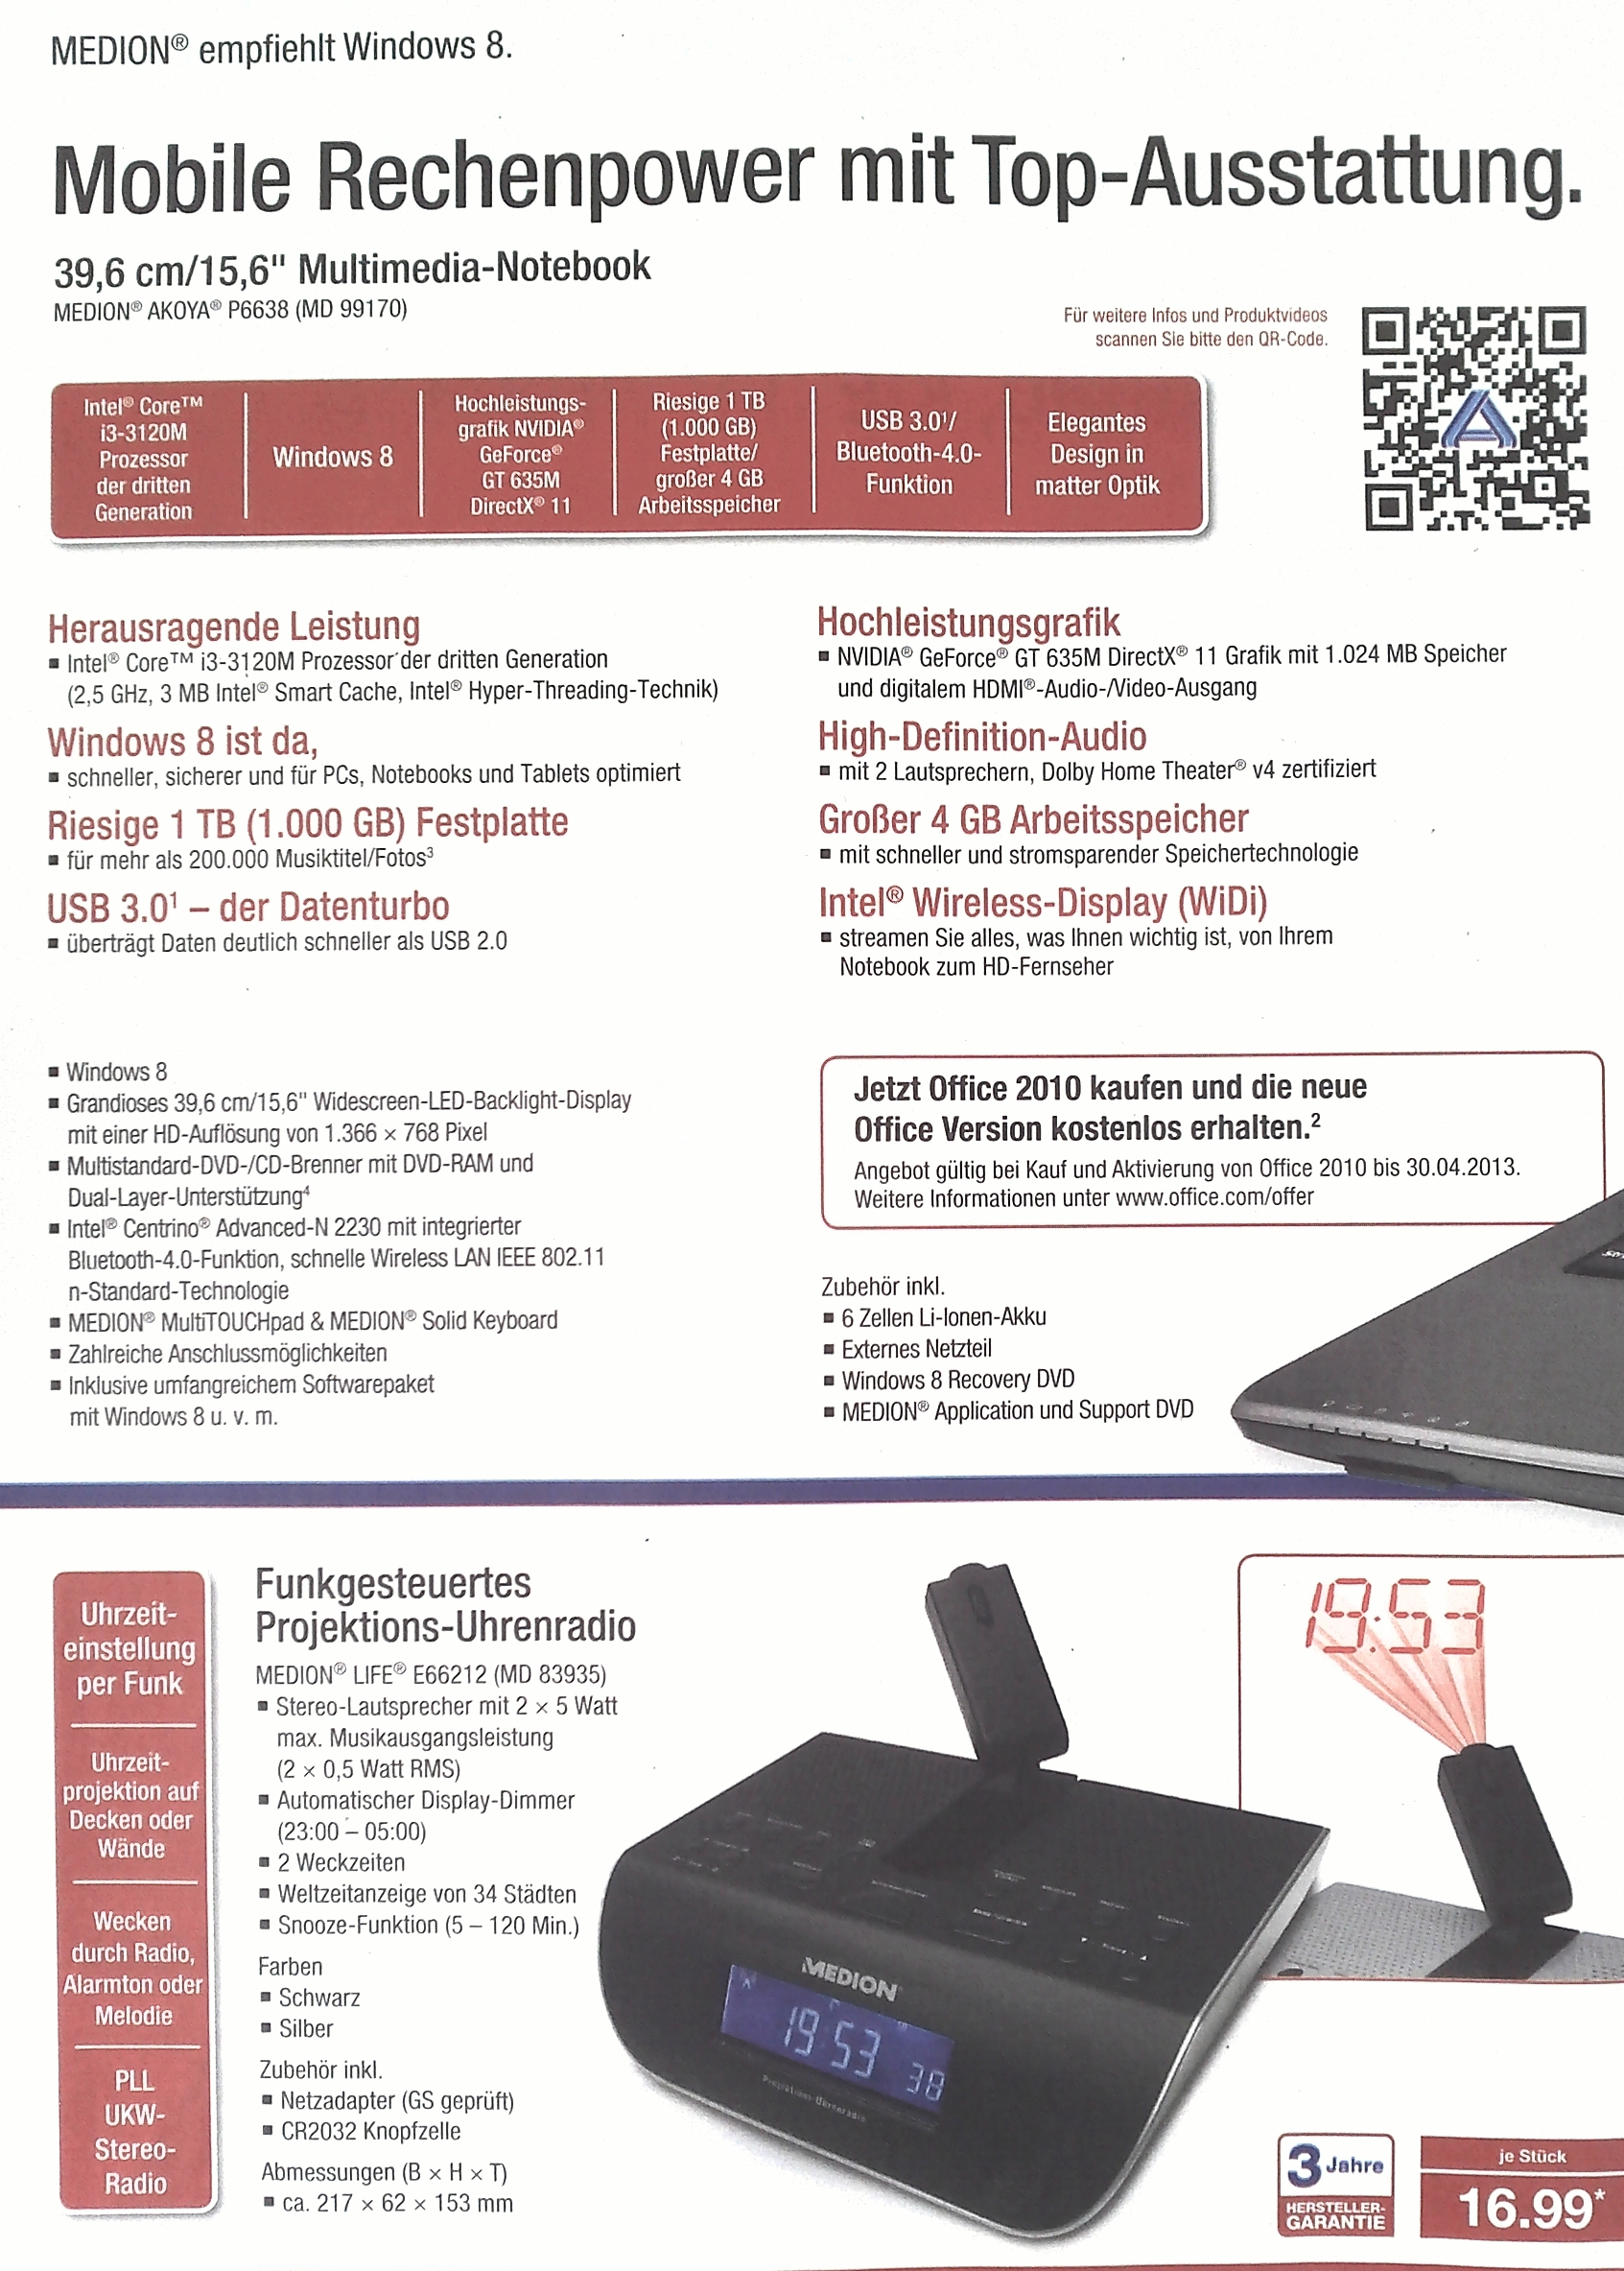 MEDION® empfiehlt Windows 8.
Mobile Rechenpower mit Top-Ausstattung.
39,6 cm/15,6" Multimedia-Notebook
MEDION® AKOYA® P6638 (MD 99170)
Für weitere Infos und Produktvideos
scannen Sie bitte den QR-Code.
Intel® Core™
i3-3120M
Prozessor
der dritten
Generation
Windows 8
Hochleistungs-
grafik NVIDIA®
GeForce®
GT 635M
DirectX® 11
Riesige 1 TB
(1.000 GB)
Festplatte/
großer 4 GB
Arbeitsspeicher
USB 3.0¹/
Bluetooth-4.0-
Funktion
Elegantes
Design in
matter Optik
Herausragende Leistung
▪ Intel® Core™ i3-3120M Prozessor der dritten Generation
(2,5 GHz, 3 MB Intel® Smart Cache, Intel® Hyper-Threading-Technik)
Windows 8 ist da,
▪ schneller, sicherer und für PCs, Notebooks und Tablets optimiert
Riesige 1 TB (1.000 GB) Festplatte
▪ für mehr als 200.000 Musiktitel/Fotos³
USB 3.0¹ – der Datenturbo
▪ überträgt Daten deutlich schneller als USB 2.0
Hochleistungsgrafik
▪ NVIDIA® GeForce® GT 635M DirectX® 11 Grafik mit 1.024 MB Speicher
und digitalem HDMI®-Audio-/Video-Ausgang
High-Definition-Audio
▪ mit 2 Lautsprechern, Dolby Home Theater® v4 zertifiziert
Großer 4 GB Arbeitsspeicher
▪ mit schneller und stromsparender Speichertechnologie
Intel® Wireless-Display (WiDi)
▪ streamen Sie alles, was Ihnen wichtig ist, von Ihrem
Notebook zum HD-Fernseher
▪ Windows 8
▪ Grandioses 39,6 cm/15,6" Widescreen-LED-Backlight-Display
mit einer HD-Auflösung von 1.366 × 768 Pixel
▪ Multistandard-DVD-/CD-Brenner mit DVD-RAM und
Dual-Layer-Unterstützung⁴
▪ Intel® Centrino® Advanced-N 2230 mit integrierter
Bluetooth-4.0-Funktion, schnelle Wireless LAN IEEE 802.11
n-Standard-Technologie
▪ MEDION® MultiTOUCHpad & MEDION® Solid Keyboard
▪ Zahlreiche Anschlussmöglichkeiten
▪ Inklusive umfangreichem Softwarepaket
mit Windows 8 u. v. m.
Jetzt Office 2010 kaufen und die neue
Office Version kostenlos erhalten.²
Angebot gültig bei Kauf und Aktivierung von Office 2010 bis 30.04.2013.
Weitere Informationen unter www.office.com/offer
Zubehör inkl.
▪ 6 Zellen Li-Ionen-Akku
▪ Externes Netzteil
▪ Windows 8 Recovery DVD
▪ MEDION® Application und Support DVD
Uhrzeit-
einstellung
per Funk
Uhrzeit-
projektion auf
Decken oder
Wände
Wecken
durch Radio,
Alarmton oder
Melodie
PLL
UKW-
Stereo-
Radio
Funkgesteuertes
Projektions-Uhrenradio
MEDION® LIFE® E66212 (MD 83935)
▪ Stereo-Lautsprecher mit 2 × 5 Watt
max. Musikausgangsleistung
(2 × 0,5 Watt RMS)
▪ Automatischer Display-Dimmer
(23:00 – 05:00)
▪ 2 Weckzeiten
▪ Weltzeitanzeige von 34 Städten
▪ Snooze-Funktion (5 – 120 Min.)
Farben
▪ Schwarz
▪ Silber
Zubehör inkl.
▪ Netzadapter (GS geprüft)
▪ CR2032 Knopfzelle
Abmessungen (B × H × T)
▪ ca. 217 × 62 × 153 mm
19:53
MEDION
19:53 38
Projektions-Uhrenradio
3 Jahre
HERSTELLER-
GARANTIE
je Stück
16.99*